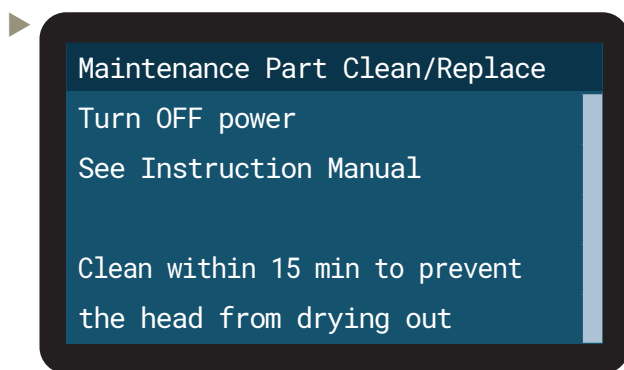 Maintenance Part Clean/Replace
Turn OFF power
See Instruction Manual
Clean within 15 min to prevent
the head from drying out